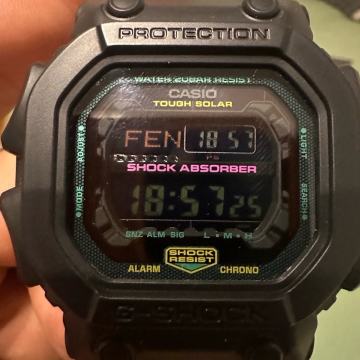 PROTECTION
WATER 20BAR RESIST
CASIO
TOUGH SOLAR
ADJUST
LIGHT
FEN 18 57
PS
SHOCK ABSORBER
18:57 25
MODE
SEARCH
SNZ ALM SIG L • M • H
ALARM SHOCK RESIST CHRONO
G-SHOCK